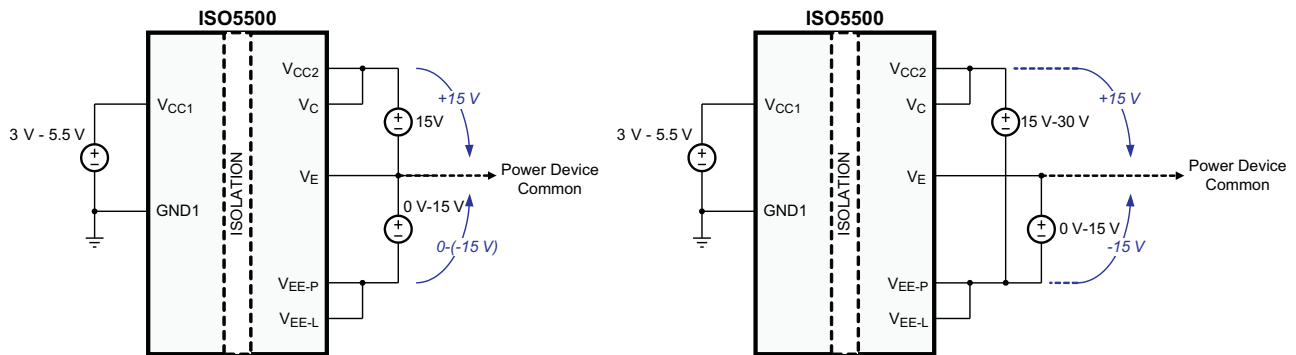 ISO5500
VCC2
+15 V
VCC1
VC
15V
3 V - 5.5 V
ISOLATION
VE
Power Device
Common
0 V-15 V
GND1
0-(-15 V)
VEE-P
VEE-L
ISO5500
VCC2
+15 V
VCC1
VC
15 V-30 V
3 V - 5.5 V
ISOLATION
VE
Power Device
Common
GND1
0 V-15 V
-15 V
VEE-P
VEE-L